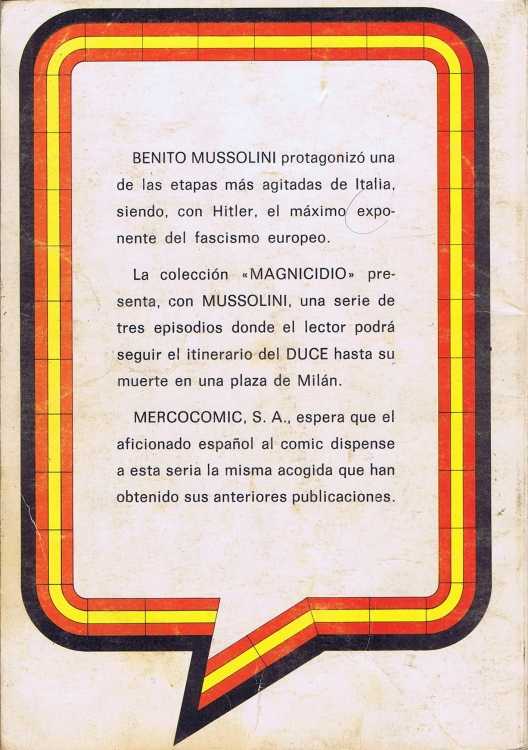 BENITO MUSSOLINI protagonizó una
de las etapas más agitadas de Italia,
siendo, con Hitler, el máximo expo-
nente del fascismo europeo.
La colección «MAGNICIDIO» pre-
senta, con MUSSOLINI, una serie de
tres episodios donde el lector podrá
seguir el itinerario del DUCE hasta su
muerte en una plaza de Milán.
MERCOCOMIC, S. A., espera que el
aficionado español al comic dispense
a esta seria la misma acogida que han
obtenido sus anteriores publicaciones.